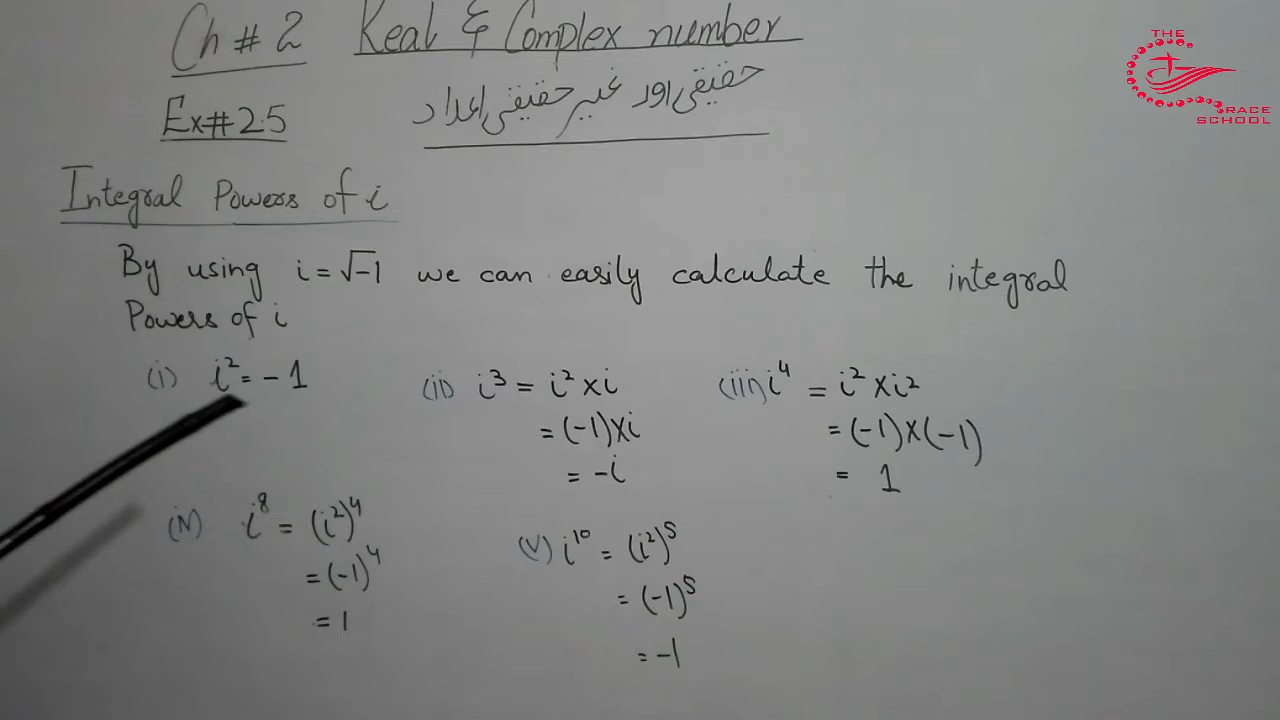 Ch # 2 Real & Complex number
Ex# 2.5 حقیقی اور غیر حقیقی اعداد
THE
GRACE
SCHOOL
Integral Powers of i
By using i = √-1 we can easily calculate the integral
Powers of i
(i) i² = -1 (ii) i³ = i² × i (iii) i⁴ = i² × i²
= (-1) × i = (-1) × (-1)
= -i = 1
(iv) i⁸ = (i²)⁴ (v) i¹⁰ = (i²)⁵
= (-1)⁴ = (-1)⁵
= 1 = -1